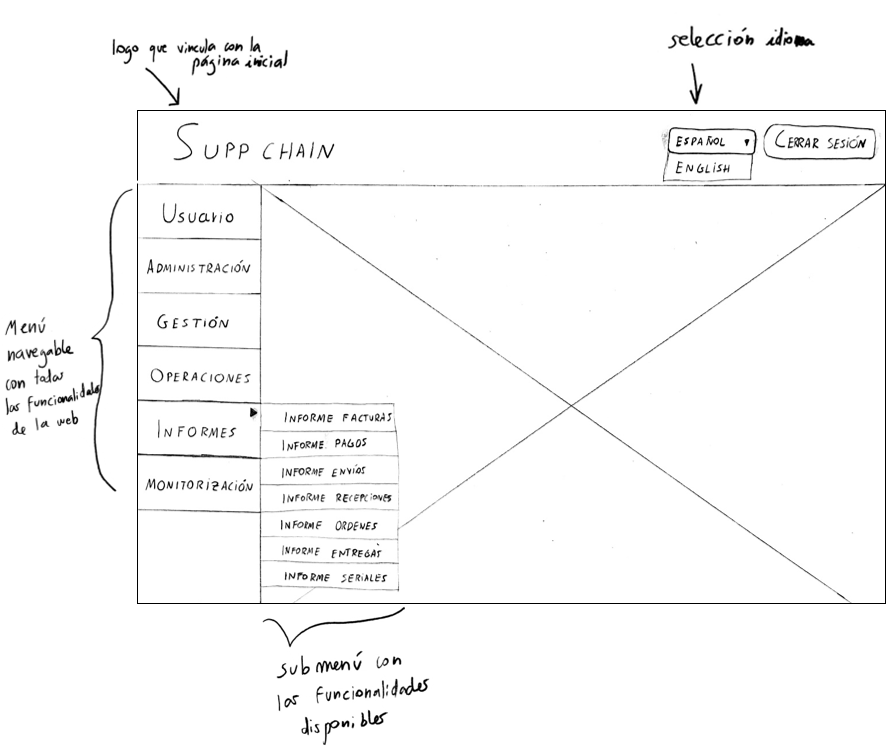 logo que vincula con la
página inicial
selección idioma
SUPP CHAIN
ESPAÑOL
ENGLISH
CERRAR SESIÓN
Usuario
ADMINISTRACIÓN
GESTIÓN
OPERACIONES
INFORMES
MONITORIZACIÓN
Menú
navegable
con todas
las funcionalidades
de la web
INFORME FACTURAS
INFORME PAGOS
INFORME ENVÍOS
INFORME RECEPCIONES
INFORME ORDENES
INFORME ENTREGAS
INFORME SERIALES
submenú con
las funcionalidades
disponibles